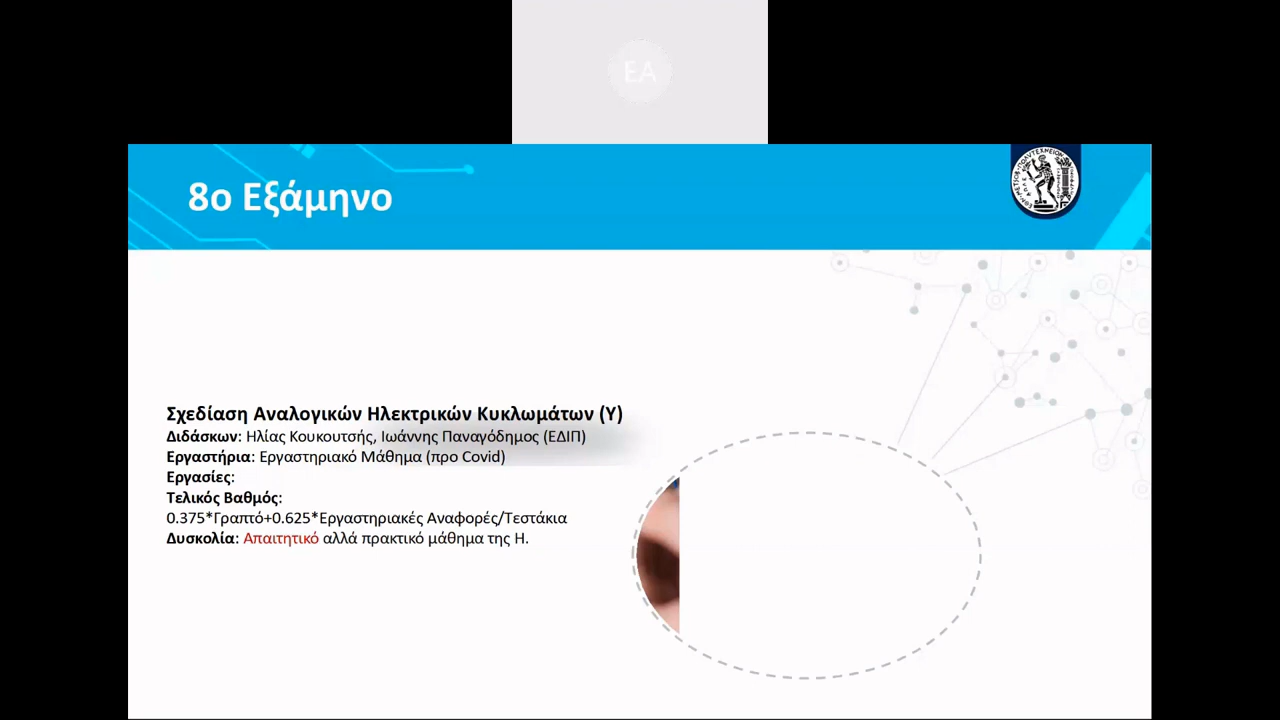 EA
8ο Εξάμηνο
Σχεδίαση Αναλογικών Ηλεκτρικών Κυκλωμάτων (Υ)
Διδάσκων: Ηλίας Κουκουτσής, Ιωάννης Παναγόδημος (ΕΔΙΠ)
Εργαστήρια: Εργαστηριακό Μάθημα (προ Covid)
Εργασίες:
Τελικός Βαθμός:
0.375*Γραπτό+0.625*Εργαστηριακές Αναφορές/Τεστάκια
Δυσκολία: Απαιτητικό αλλά πρακτικό μάθημα της Η.